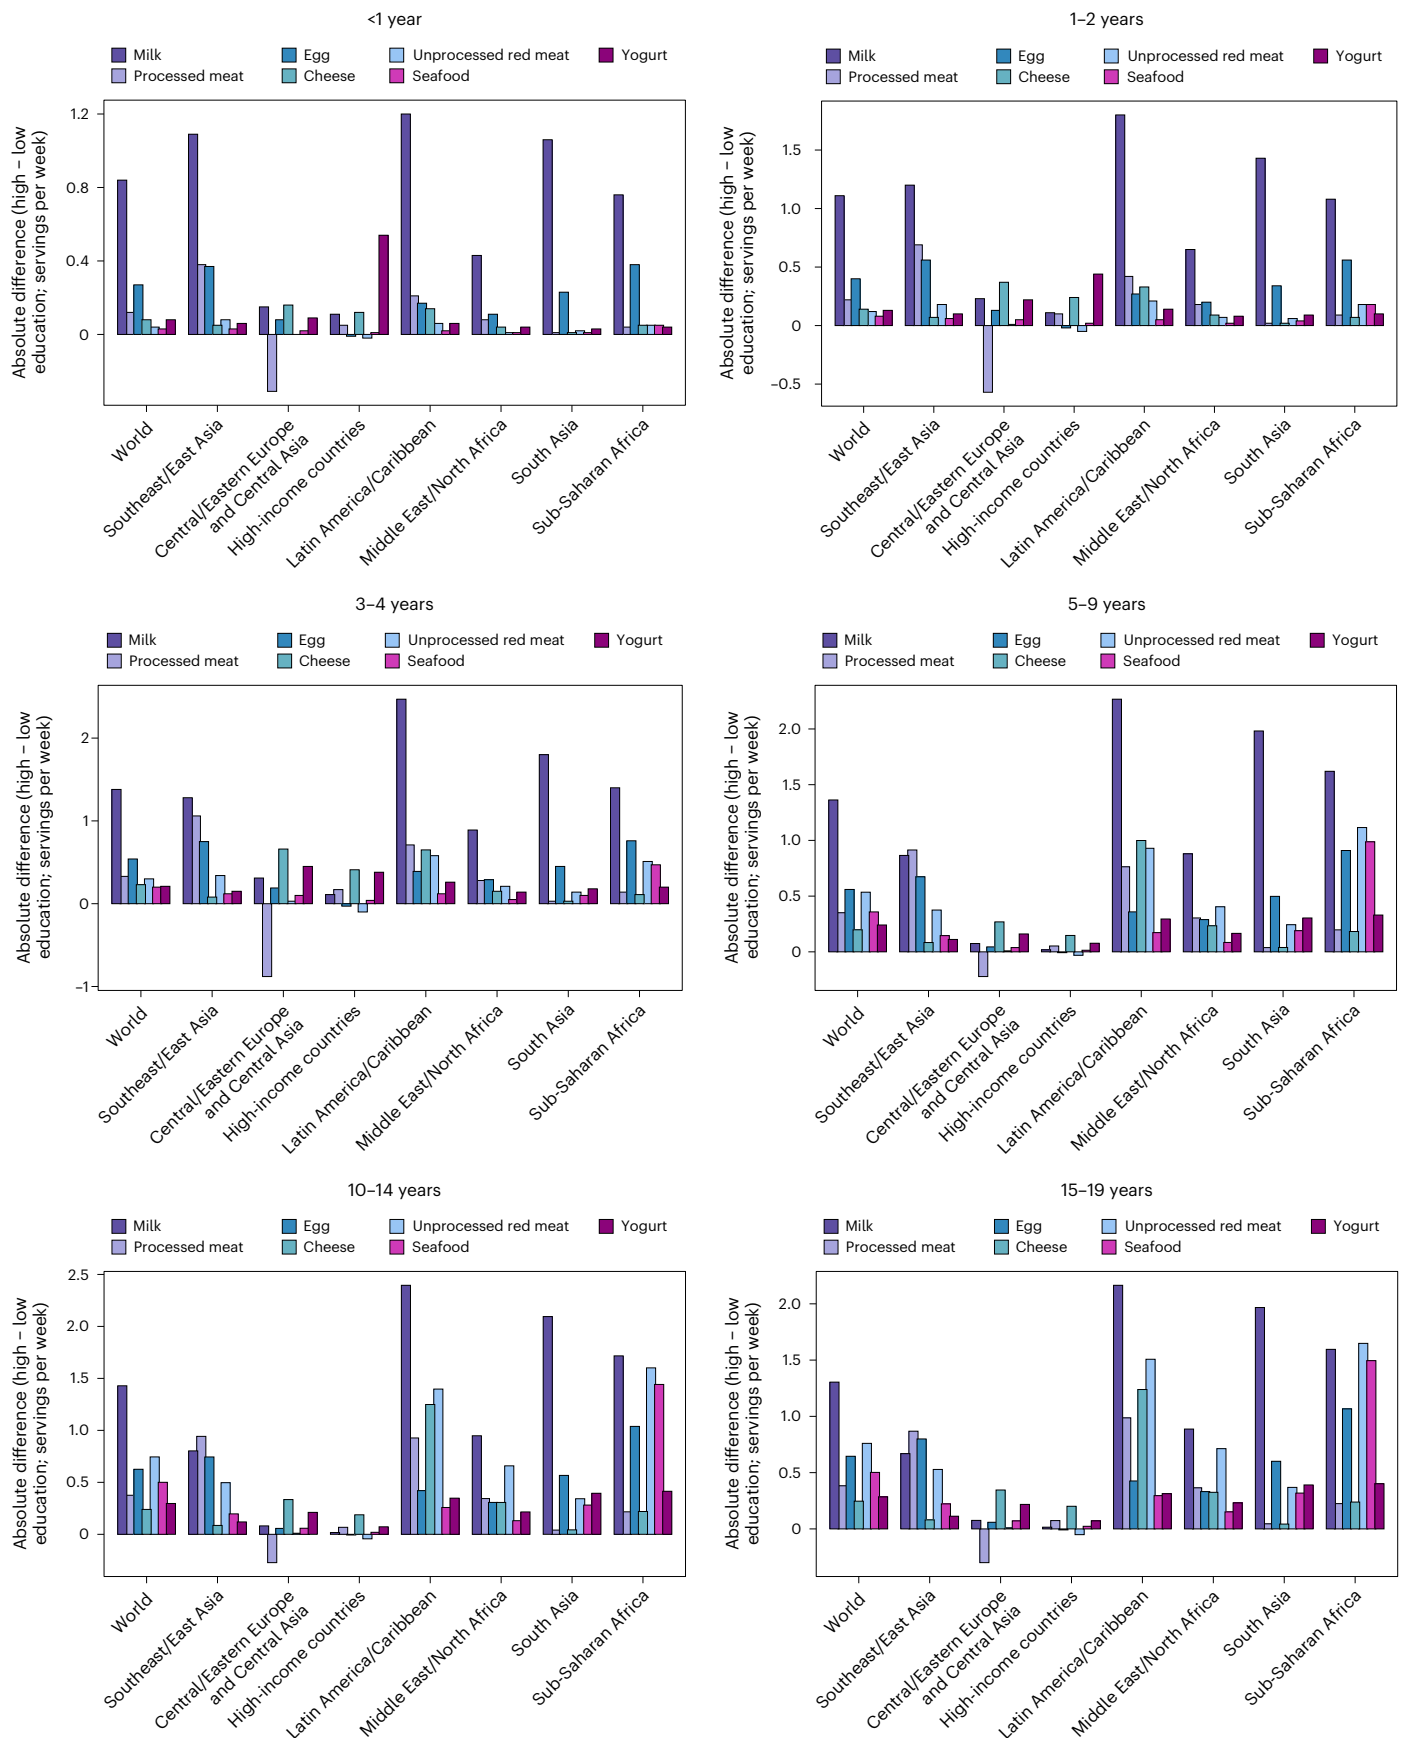 <1 year
Milk
Egg
Unprocessed red meat
Yogurt
Processed meat
Cheese
Seafood
Absolute difference (high – low
education; servings per week)
1.2
0.8
0.4
0
World
Southeast/East Asia
Central/Eastern Europe
and Central Asia
High-income countries
Latin America/Caribbean
Middle East/North Africa
South Asia
Sub-Saharan Africa
1–2 years
Milk
Egg
Unprocessed red meat
Yogurt
Processed meat
Cheese
Seafood
Absolute difference (high – low
education; servings per week)
1.5
1.0
0.5
0
–0.5
World
Southeast/East Asia
Central/Eastern Europe
and Central Asia
High-income countries
Latin America/Caribbean
Middle East/North Africa
South Asia
Sub-Saharan Africa
3–4 years
Milk
Egg
Unprocessed red meat
Yogurt
Processed meat
Cheese
Seafood
Absolute difference (high – low
education; servings per week)
2
1
0
–1
World
Southeast/East Asia
Central/Eastern Europe
and Central Asia
High-income countries
Latin America/Caribbean
Middle East/North Africa
South Asia
Sub-Saharan Africa
5–9 years
Milk
Egg
Unprocessed red meat
Yogurt
Processed meat
Cheese
Seafood
Absolute difference (high – low
education; servings per week)
2.0
1.5
1.0
0.5
0
World
Southeast/East Asia
Central/Eastern Europe
and Central Asia
High-income countries
Latin America/Caribbean
Middle East/North Africa
South Asia
Sub-Saharan Africa
10–14 years
Milk
Egg
Unprocessed red meat
Yogurt
Processed meat
Cheese
Seafood
Absolute difference (high – low
education; servings per week)
2.5
2.0
1.5
1.0
0.5
0
World
Southeast/East Asia
Central/Eastern Europe
and Central Asia
High-income countries
Latin America/Caribbean
Middle East/North Africa
South Asia
Sub-Saharan Africa
15–19 years
Milk
Egg
Unprocessed red meat
Yogurt
Processed meat
Cheese
Seafood
Absolute difference (high – low
education; servings per week)
2.0
1.5
1.0
0.5
0
World
Southeast/East Asia
Central/Eastern Europe
and Central Asia
High-income countries
Latin America/Caribbean
Middle East/North Africa
South Asia
Sub-Saharan Africa